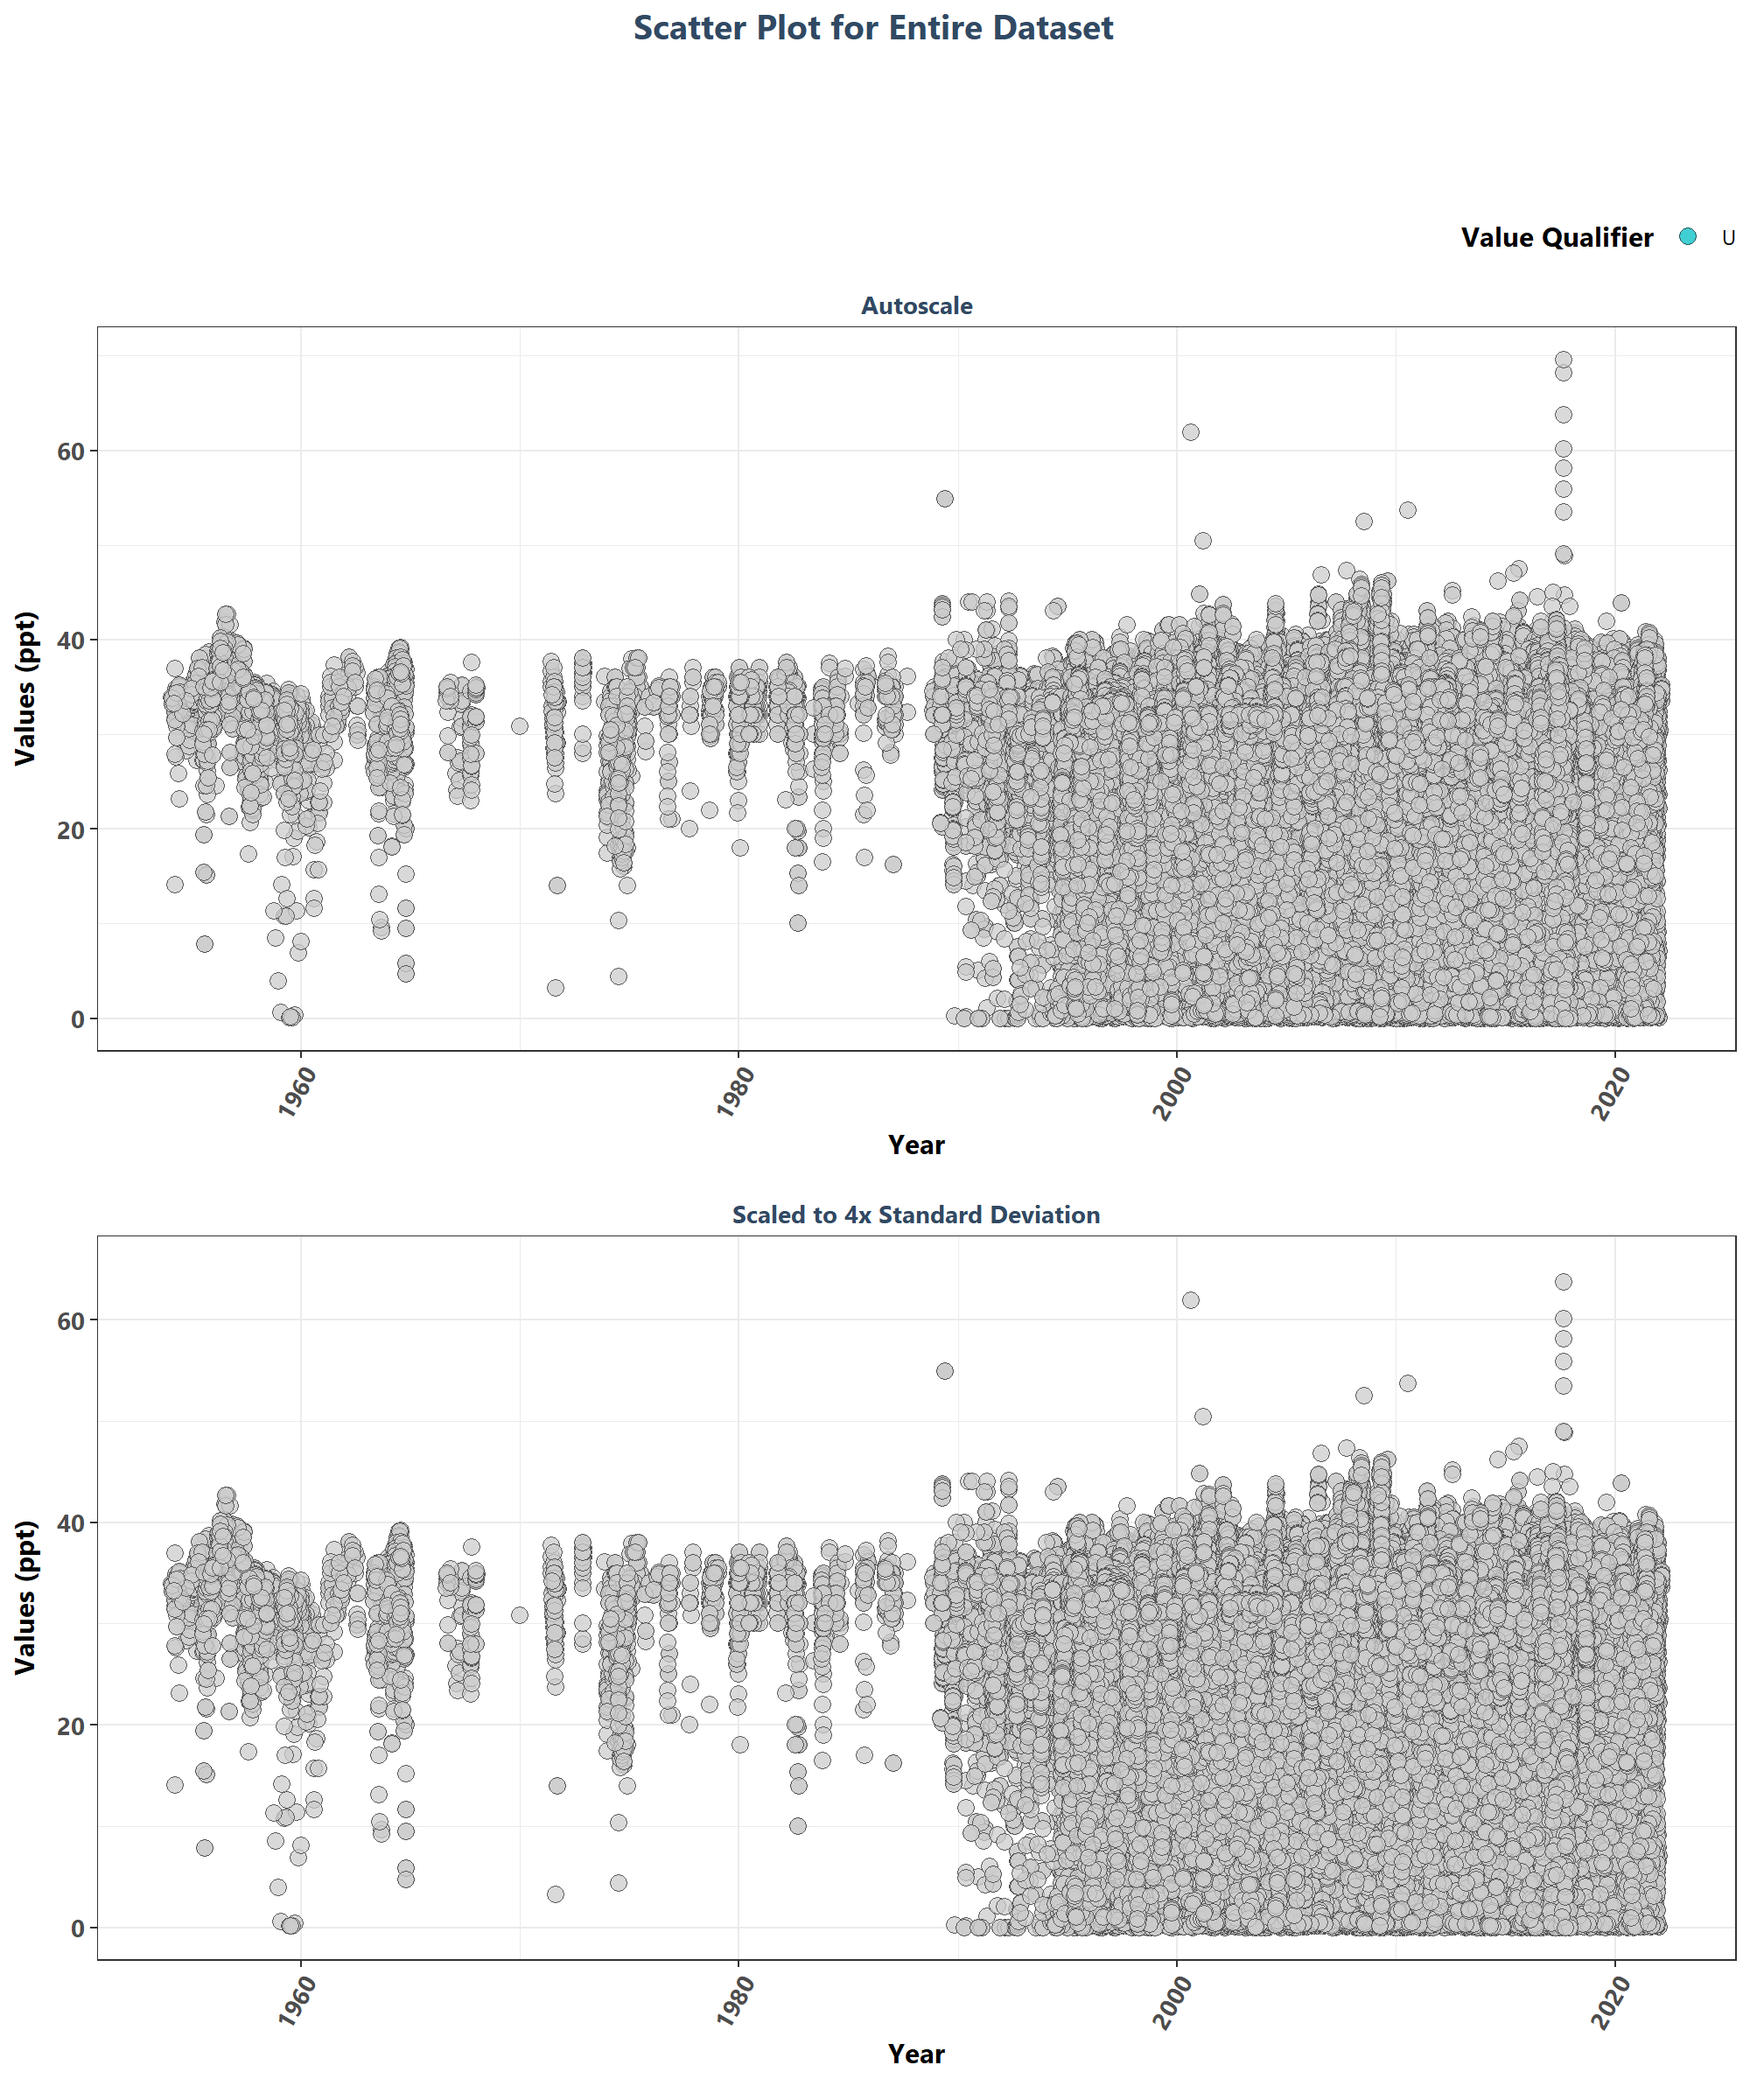 Scatter Plot for Entire Dataset
Value Qualifier U
Autoscale
60
40
20
0
Values (ppt)
1960 1980 2000 2020
Year
Scaled to 4x Standard Deviation
60
40
20
0
Values (ppt)
1960 1980 2000 2020
Year